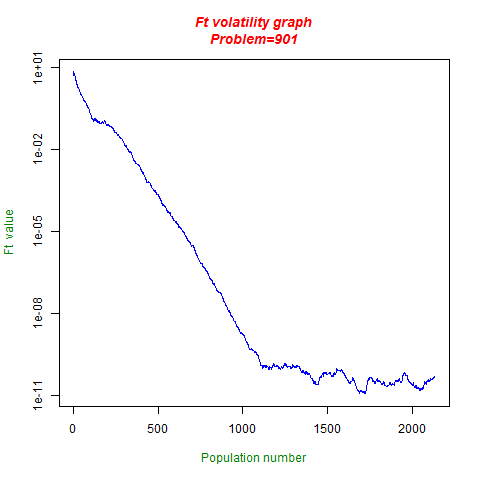 Ft volatility graph
Problem=901
1e+01
1e-02
1e-05
1e-08
1e-11
Ft value
0 500 1000 1500 2000
Population number